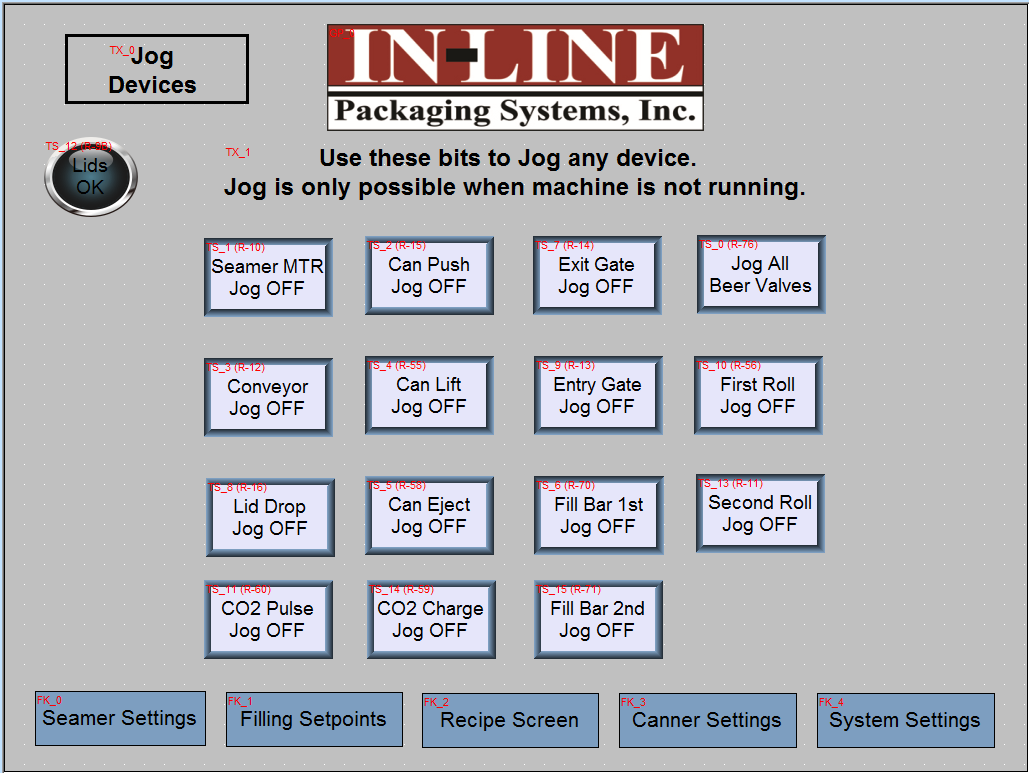 TX_0
Jog
Devices
IN-LINE
Packaging Systems, Inc.
TS_12 (R-9B)
Lids
OK
TX_1
Use these bits to Jog any device.
Jog is only possible when machine is not running.
TS_1 (R-10)
Seamer MTR
Jog OFF
TS_2 (R-15)
Can Push
Jog OFF
TS_7 (R-14)
Exit Gate
Jog OFF
TS_0 (R-76)
Jog All
Beer Valves
TS_3 (R-12)
Conveyor
Jog OFF
TS_4 (R-55)
Can Lift
Jog OFF
TS_9 (R-13)
Entry Gate
Jog OFF
TS_10 (R-56)
First Roll
Jog OFF
TS_8 (R-16)
Lid Drop
Jog OFF
TS_5 (R-58)
Can Eject
Jog OFF
TS_6 (R-70)
Fill Bar 1st
Jog OFF
TS_13 (R-11)
Second Roll
Jog OFF
TS_11 (R-60)
CO2 Pulse
Jog OFF
TS_14 (R-59)
CO2 Charge
Jog OFF
TS_15 (R-71)
Fill Bar 2nd
Jog OFF
FK_0
Seamer Settings
FK_1
Filling Setpoints
FK_2
Recipe Screen
FK_3
Canner Settings
FK_4
System Settings